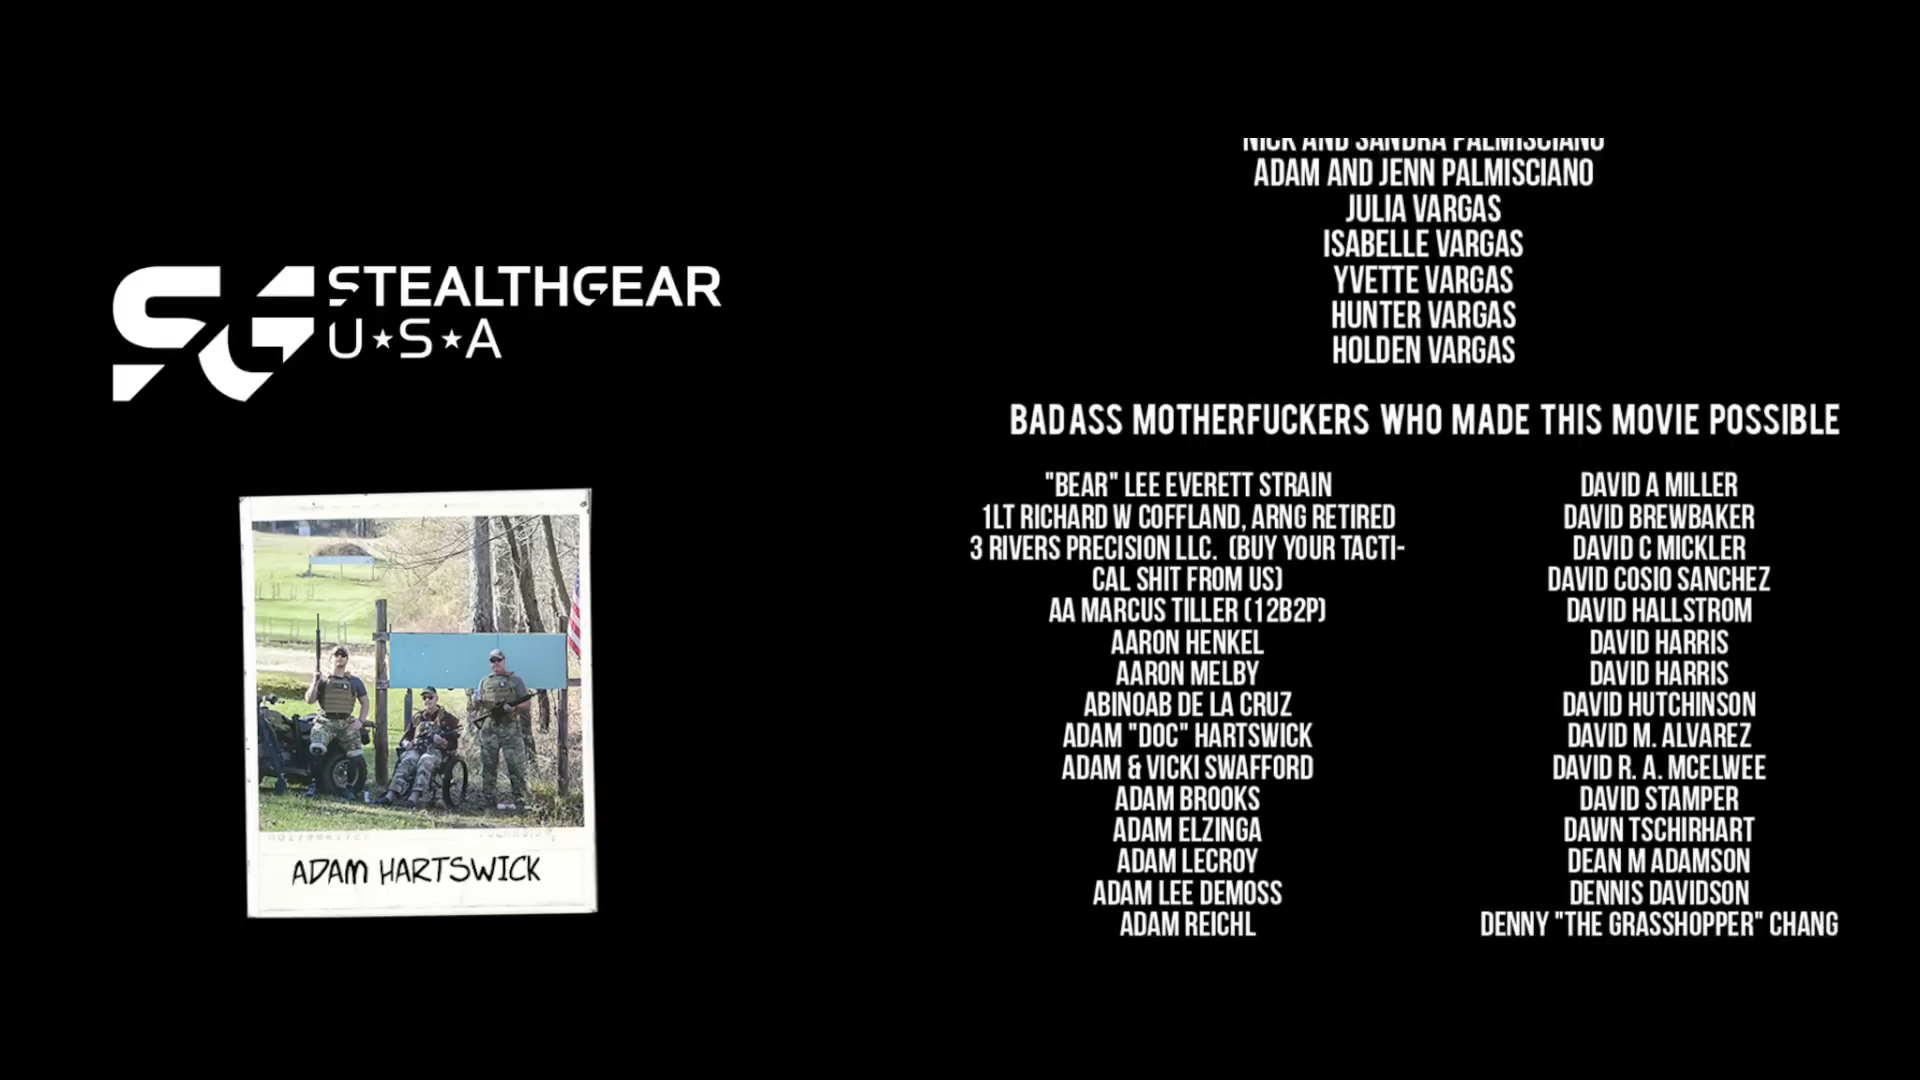 STEALTHGEAR
U★S★A
ADAM HARTSWICK
NICK AND SANDRA PALMISCIANO
ADAM AND JENN PALMISCIANO
JULIA VARGAS
ISABELLE VARGAS
YVETTE VARGAS
HUNTER VARGAS
HOLDEN VARGAS
BADASS MOTHERFUCKERS WHO MADE THIS MOVIE POSSIBLE
"BEAR" LEE EVERETT STRAIN
1LT RICHARD W COFFLAND, ARNG RETIRED
3 RIVERS PRECISION LLC. (BUY YOUR TACTI-
CAL SHIT FROM US)
AA MARCUS TILLER (12B2P)
AARON HENKEL
AARON MELBY
ABINOAB DE LA CRUZ
ADAM "DOC" HARTSWICK
ADAM & VICKI SWAFFORD
ADAM BROOKS
ADAM ELZINGA
ADAM LECROY
ADAM LEE DEMOSS
ADAM REICHL
DAVID A MILLER
DAVID BREWBAKER
DAVID C MICKLER
DAVID COSIO SANCHEZ
DAVID HALLSTROM
DAVID HARRIS
DAVID HARRIS
DAVID HUTCHINSON
DAVID M. ALVAREZ
DAVID R. A. MCELWEE
DAVID STAMPER
DAWN TSCHIRHART
DEAN M ADAMSON
DENNIS DAVIDSON
DENNY "THE GRASSHOPPER" CHANG